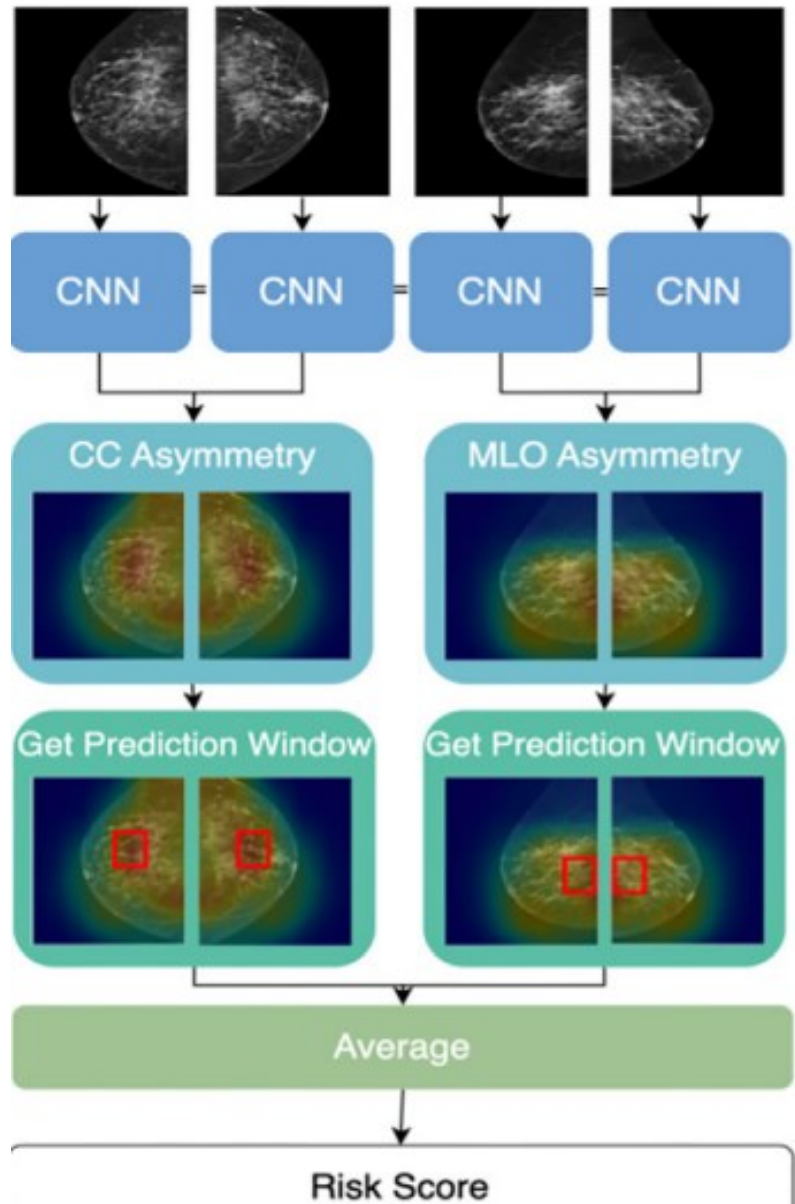 CNN = CNN = CNN = CNN
CC Asymmetry
MLO Asymmetry
Get Prediction Window
Get Prediction Window
Average
Risk Score